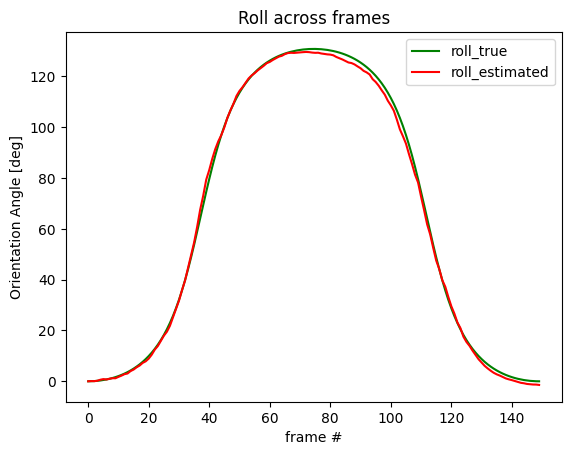 Roll across frames
roll_true
roll_estimated
Orientation Angle [deg]
120
100
80
60
40
20
0
0 20 40 60 80 100 120 140
frame #